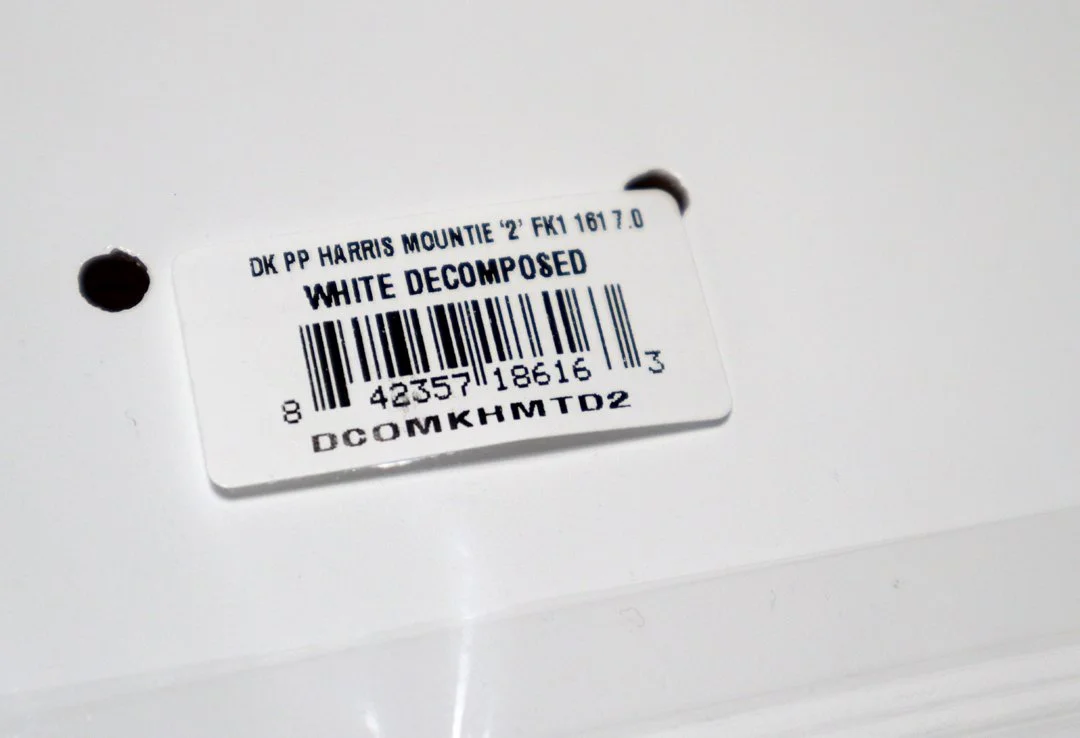 DK PP HARRIS MOUNTIE '2' FK1 161 7.0
WHITE DECOMPOSED
8 42357 18616 3
DCOMKHMTD2